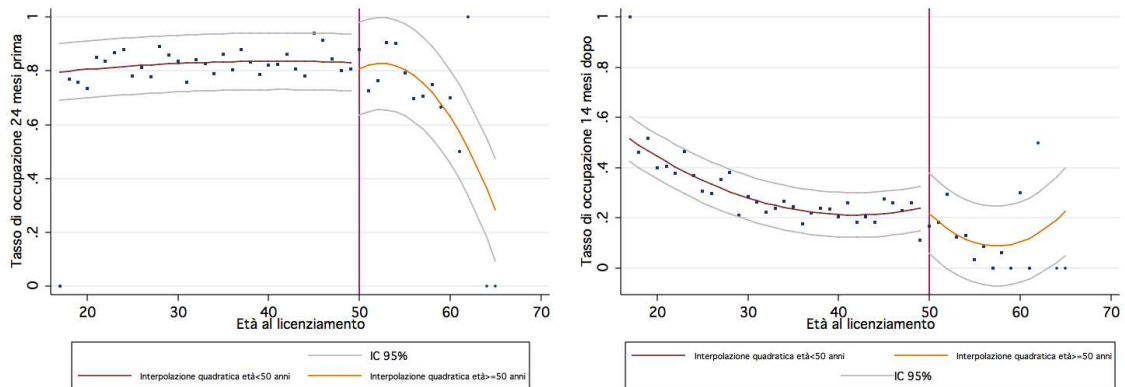 Tasso di occupazione 24 mesi prima
1
.8
.6
.4
.2
0
20
30
40
50
60
70
Età al licenziamento
IC 95%
Interpolazione quadratica età<50 anni
Interpolazione quadratica età>=50 anni
Tasso di occupazione 14 mesi dopo
1
.8
.6
.4
.2
0
20
30
40
50
60
70
Età al licenziamento
Interpolazione quadratica età<50 anni
Interpolazione quadratica età>=50 anni
IC 95%